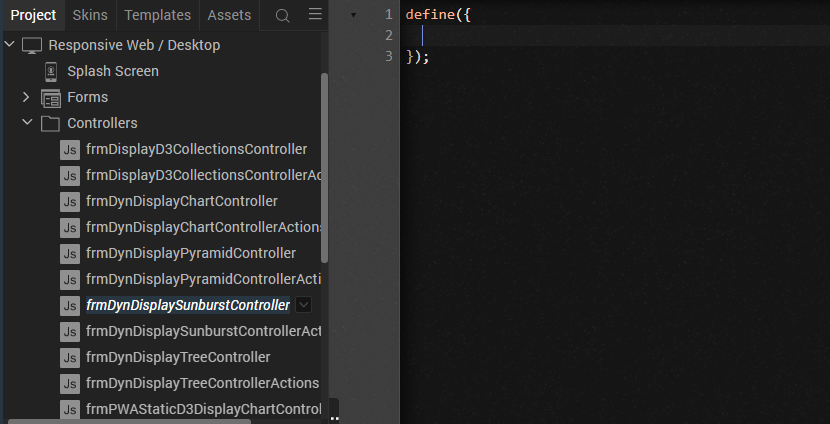 Project Skins Templates Assets
Responsive Web / Desktop
Splash Screen
Forms
Controllers
Js frmDisplayD3CollectionsController
Js frmDisplayD3CollectionsControllerAc
Js frmDynDisplayChartController
Js frmDynDisplayChartControllerActions
Js frmDynDisplayPyramidController
Js frmDynDisplayPyramidControllerActi
Js frmDynDisplaySunburstController
Js frmDynDisplaySunburstControllerAct
Js frmDynDisplayTreeController
Js frmDynDisplayTreeControllerActions
Js frmPWAStaticD3DisplayChartControl
1 define({
2
3 });